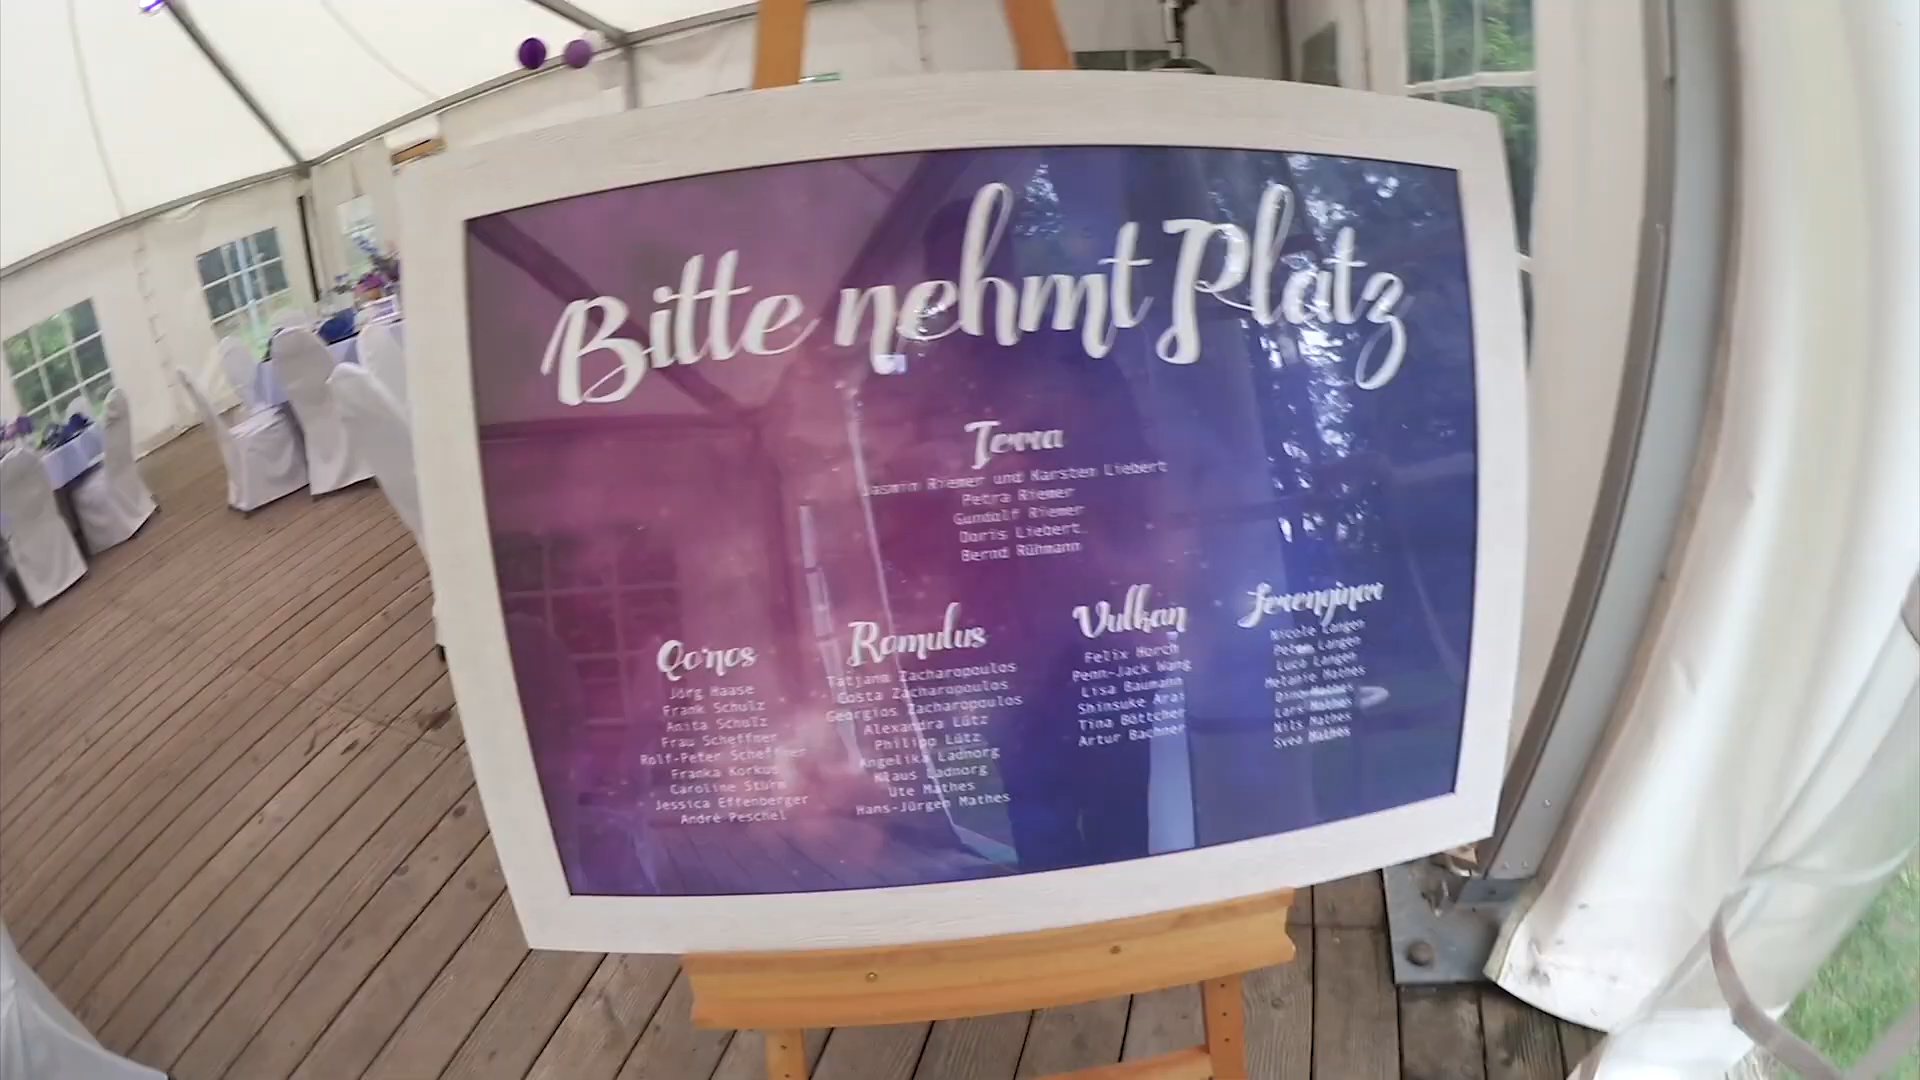 Bitte nehmt Platz
Terra
Jasmin Riemer und Karsten Liebert
Petra Riemer
Gundolf Riemer
Doris Liebert
Bernd Rühmann
Qo'nos
Jörg Haase
Frank Schulz
Anita Schulz
Frau Scheffner
Rolf-Peter Scheffner
Franka Korkus
Caroline Sturm
Jessica Effenberger
André Peschel
Romulus
Tatjana Zacharopoulos
Costa Zacharopoulos
Georgios Zacharopoulos
Alexandra Lütz
Philipp Lütz
Angelika Ladnorg
Klaus Ladnorg
Ute Mathes
Hans-Jürgen Mathes
Vulkan
Felix Horch
Penn-Jack Wang
Lisa Baumann
Shinsuke Arai
Tina Böttcher
Artur Bachner
Ferenginar
Nicole Langen
Langen
Luca Langen
Melanie Mathes
Mathes
Lars Mathes
Nils Mathes
Svea Mathes